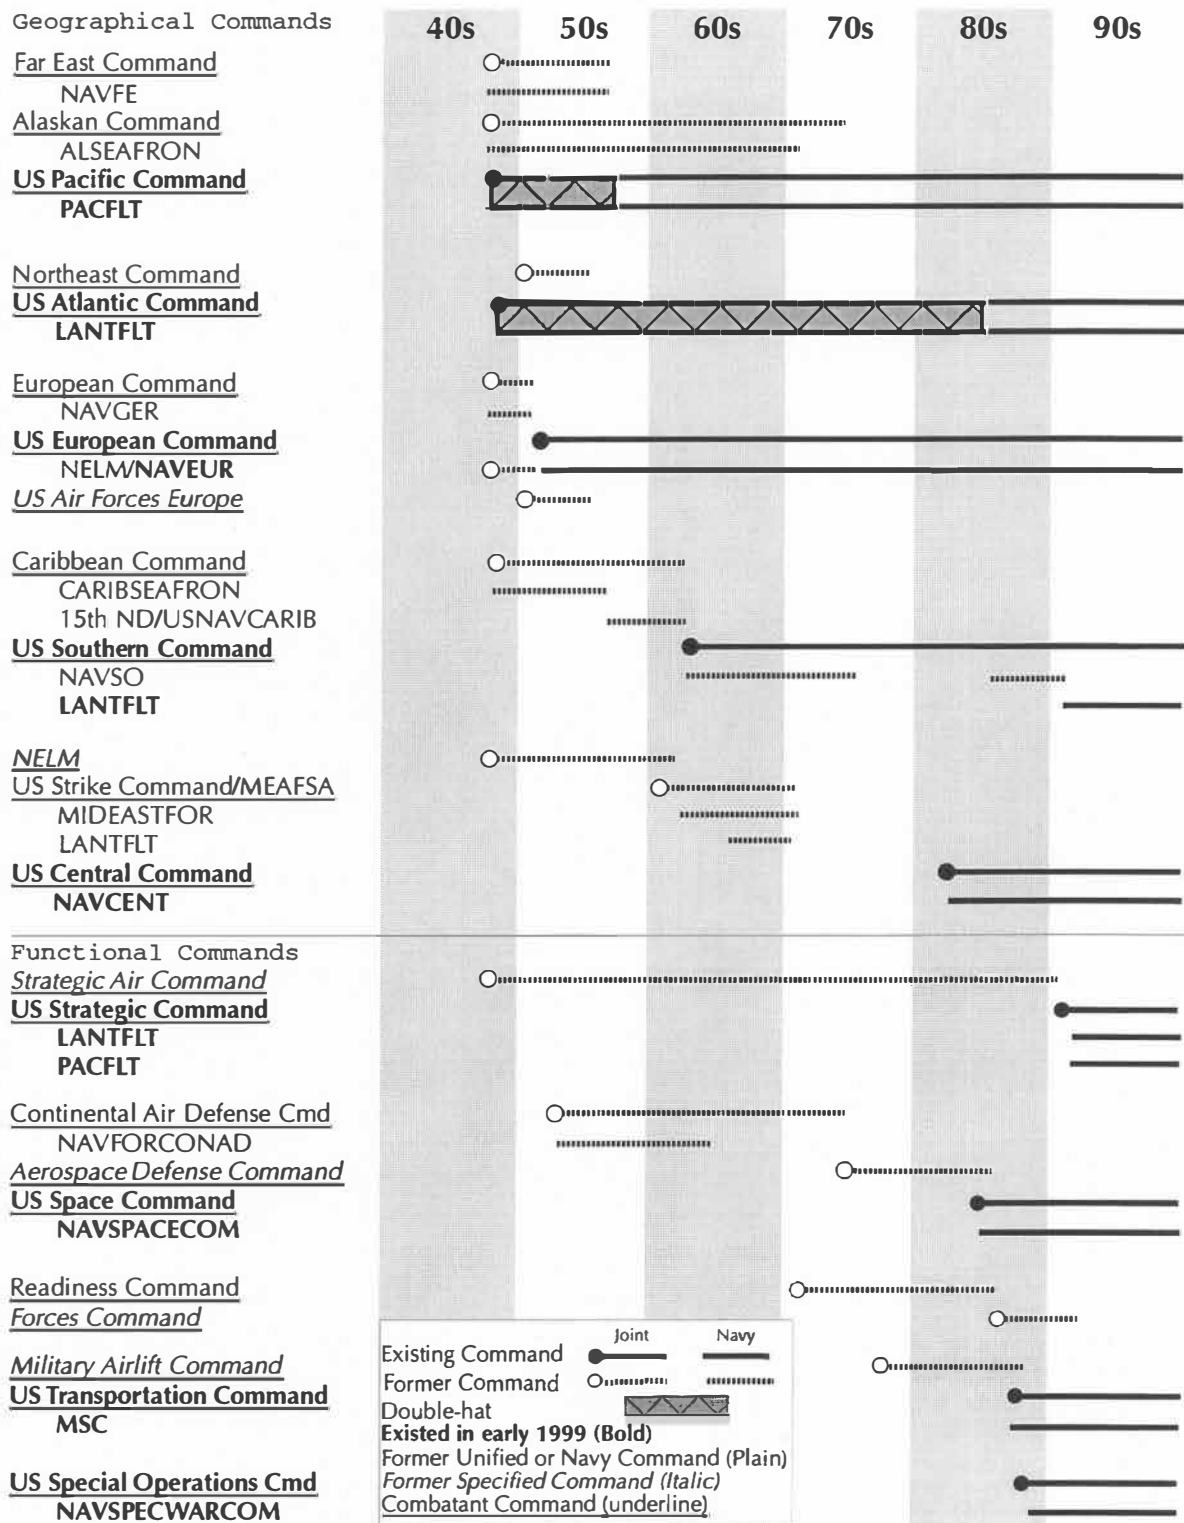 Geographical Commands 40s 50s 60s 70s 80s 90s
Far East Command
NAVFE
Alaskan Command
ALSEAFRON
US Pacific Command
PACFLT
Northeast Command
US Atlantic Command
LANTFLT
European Command
NAVGER
US European Command
NELM/NAVEUR
US Air Forces Europe
Caribbean Command
CARIBSEAFRON
15th ND/USNAVCARIB
US Southern Command
NAVSO
LANTFLT
NELM
US Strike Command/MEAFSA
MIDEASTFOR
LANTFLT
US Central Command
NAVCENT
Functional Commands
Strategic Air Command
US Strategic Command
LANTFLT
PACFLT
Continental Air Defense Cmd
NAVFORCONAD
Aerospace Defense Command
US Space Command
NAVSPACECOM
Readiness Command
Forces Command
Military Airlift Command
US Transportation Command
MSC
US Special Operations Cmd
NAVSPECWARCOM
Joint Navy
Existing Command
Former Command
Double-hat
Existed in early 1999 (Bold)
Former Unified or Navy Command (Plain)
Former Specified Command (Italic)
Combatant Command (underline)